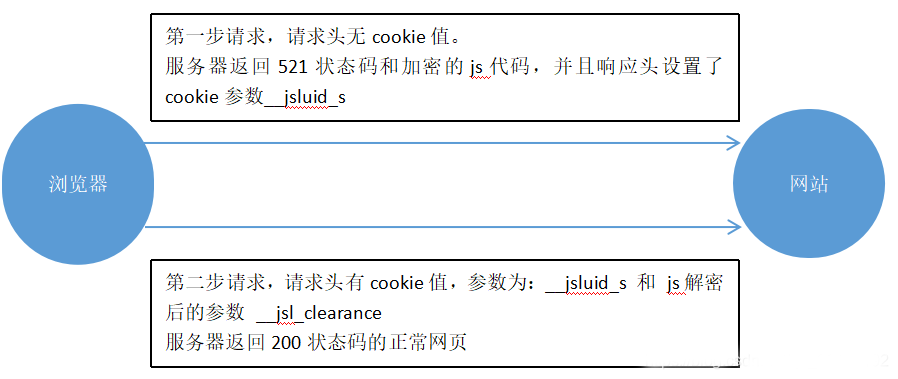 第一步请求，请求头无 cookie 值。
服务器返回 521 状态码和加密的 js 代码，并且响应头设置了
cookie 参数__jsluid_s
浏览器
网站
第二步请求，请求头有 cookie 值，参数为：__jsluid_s 和 js 解密
后的参数 __jsl_clearance
服务器返回 200 状态码的正常网页